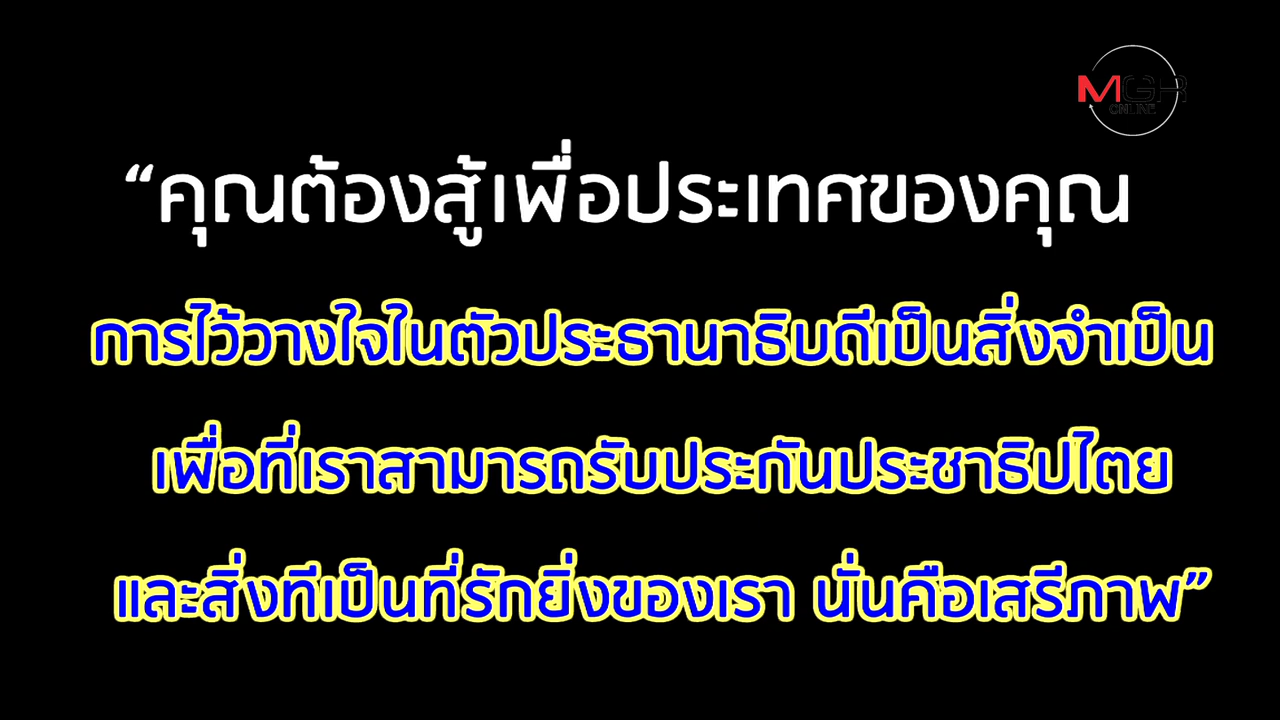 MGR
ONLINE
“คุณต้องสู้เพื่อประเทศของคุณ
การไว้วางใจในตัวประธานาธิบดีเป็นสิ่งจำเป็น
เพื่อที่เราสามารถรับประกันประชาธิปไตย
และสิ่งทีเป็นที่รักยิ่งของเรา นั่นคือเสรีภาพ”